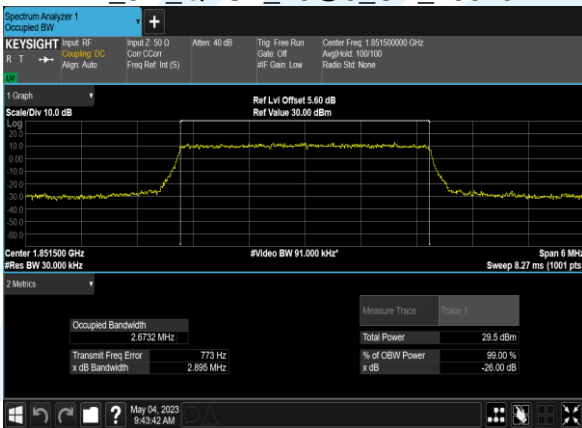 Spectrum Analyzer 1
Occupied BW
KEYSIGHT
R T
LW
Input: RF
Coupling: DC
Align: Auto
Input Z: 50 Ω
Corr CCorr
Freq Ref: Int (S)
Atten: 40 dB
Trig: Free Run
Gate: Off
#IF Gain: Low
Center Freq: 1.851500000 GHz
Avg|Hold: 100/100
Radio Std: None
1 Graph
Scale/Div 10.0 dB
Ref Lvl Offset 5.60 dB
Ref Value 30.00 dBm
Log
20.0
10.0
0.00
-10.0
-20.0
-30.0
-40.0
-50.0
-60.0
Center 1.851500 GHz
#Res BW 30.000 kHz
#Video BW 91.000 kHz*
Span 6 MHz
Sweep 8.27 ms (1001 pts
2 Metrics
Measure Trace
Trace 1
Occupied Bandwidth
2.6732 MHz
Total Power
29.5 dBm
Transmit Freq Error
773 Hz
% of OBW Power
99.00 %
x dB Bandwidth
2.895 MHz
x dB
-26.00 dB
May 04, 2023
9:43:42 AM